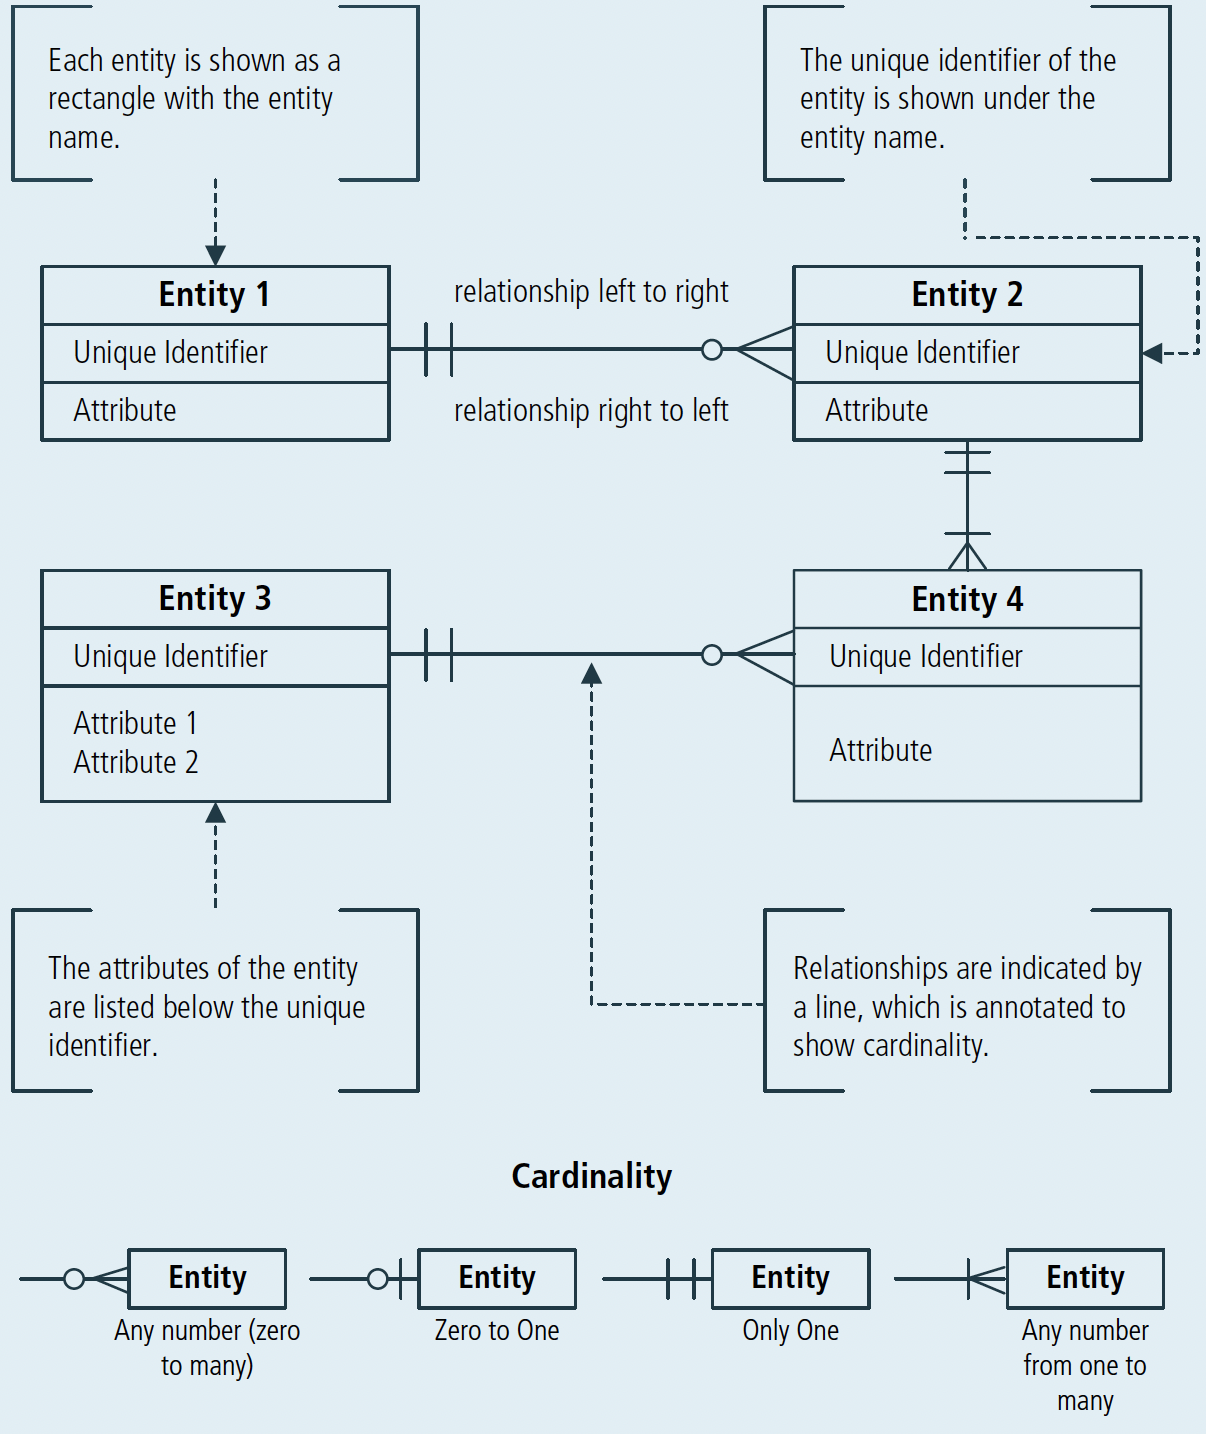 Each entity is shown as a
rectangle with the entity
name.
The unique identifier of the
entity is shown under the
entity name.
Entity 1
Unique Identifier
Attribute
relationship left to right
relationship right to left
Entity 2
Unique Identifier
Attribute
Entity 3
Unique Identifier
Attribute 1
Attribute 2
Entity 4
Unique Identifier
Attribute
The attributes of the entity
are listed below the unique
identifier.
Relationships are indicated by
a line, which is annotated to
show cardinality.
Cardinality
Entity
Any number (zero
to many)
Entity
Zero to One
Entity
Only One
Entity
Any number
from one to
many